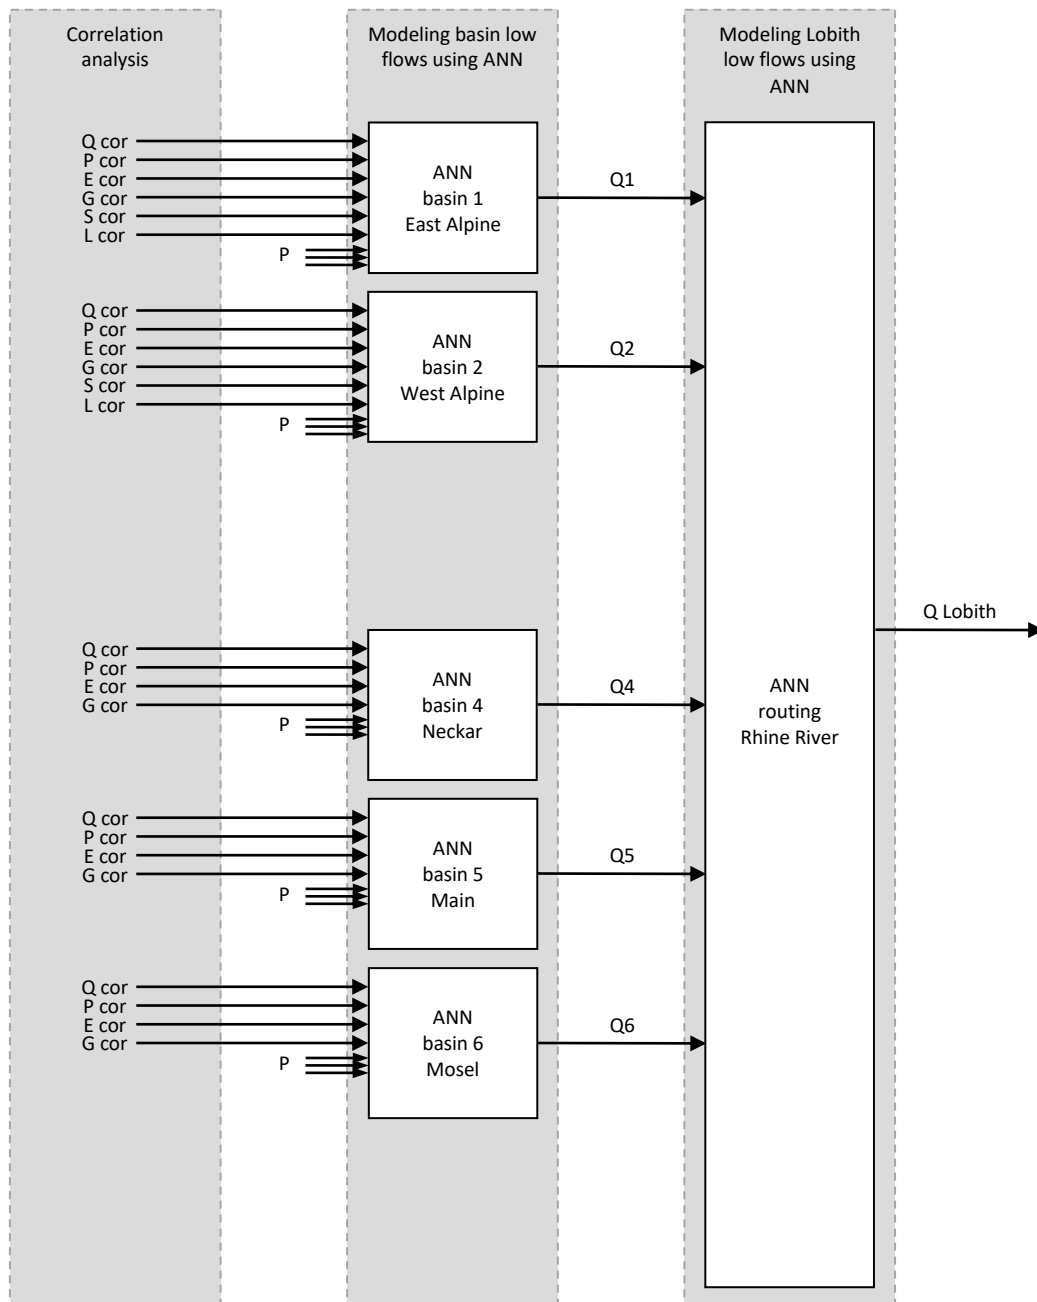 Correlation
analysis
Modeling basin low
flows using ANN
Modeling Lobith
low flows using
ANN
Q cor
P cor
E cor
G cor
S cor
L cor
P
ANN
basin 1
East Alpine
Q1
Q cor
P cor
E cor
G cor
S cor
L cor
P
ANN
basin 2
West Alpine
Q2
Q cor
P cor
E cor
G cor
P
ANN
basin 4
Neckar
Q4
Q cor
P cor
E cor
G cor
P
ANN
basin 5
Main
Q5
Q cor
P cor
E cor
G cor
P
ANN
basin 6
Mosel
Q6
ANN
routing
Rhine River
Q Lobith